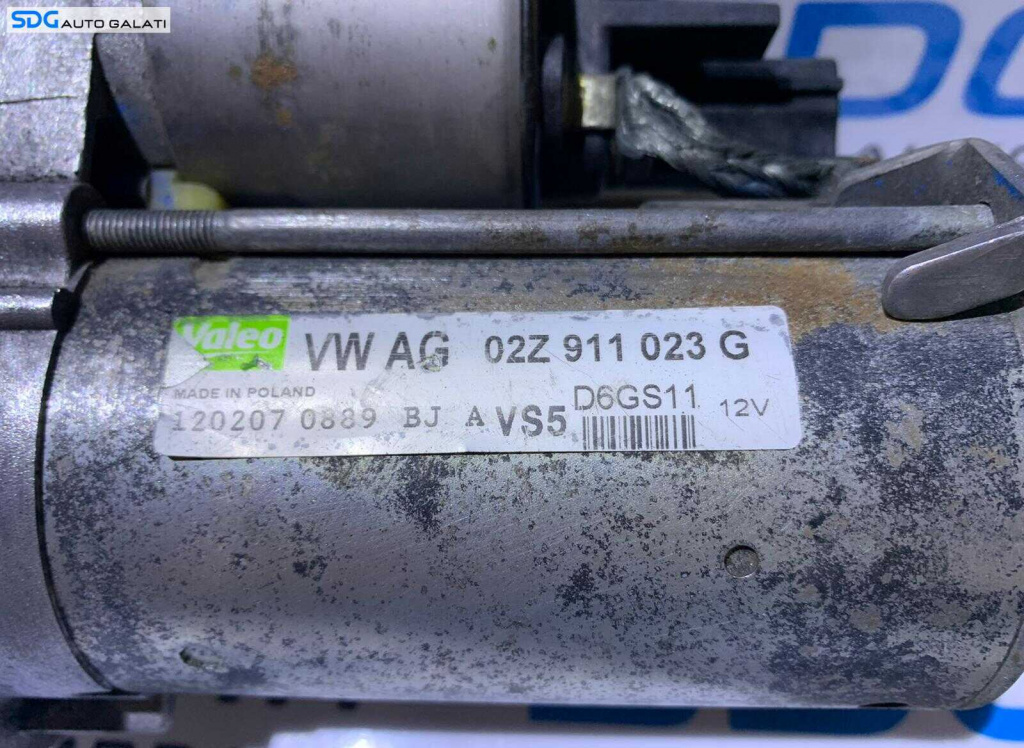 SDG AUTO GALATI
Valeo VW AG 02Z 911 023 G
MADE IN POLAND D6GS11 12V
120207 0889 BJ A VS5